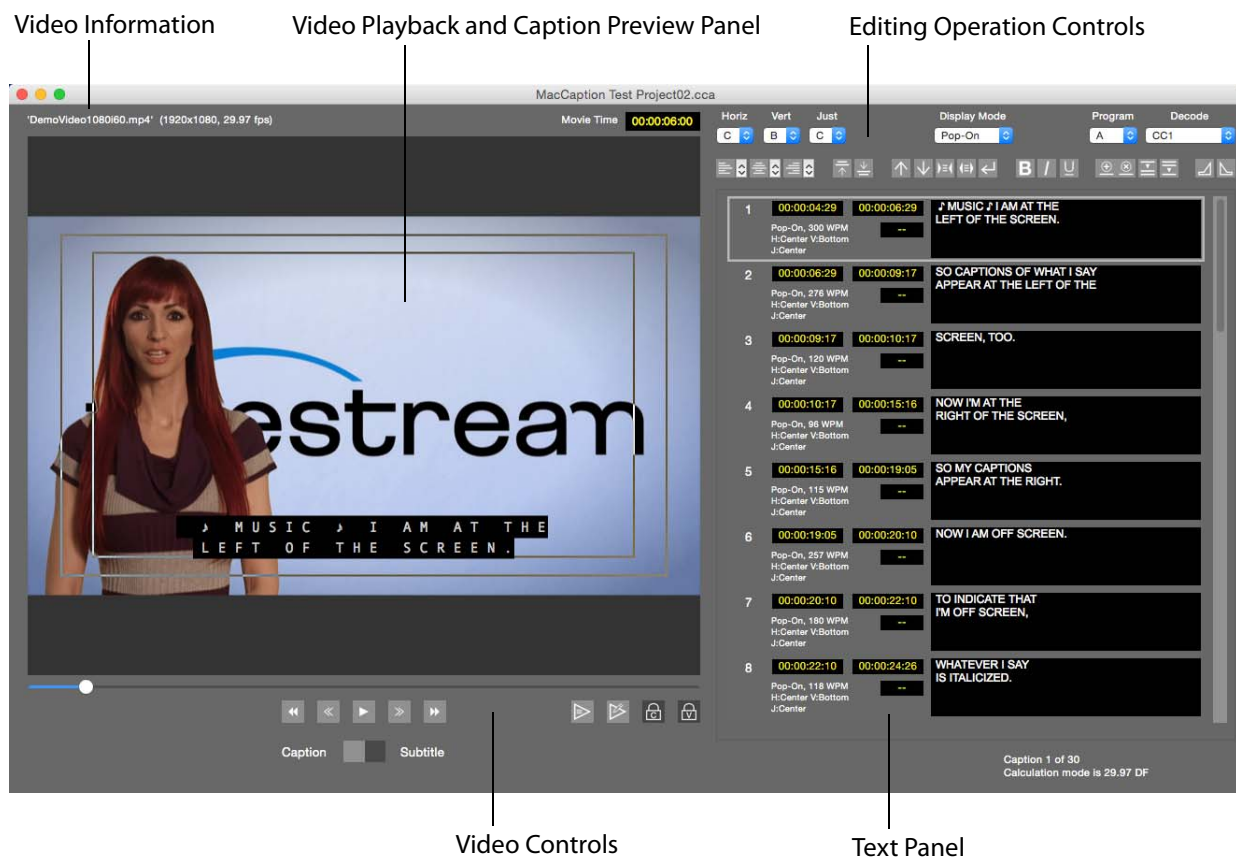 Video Information
Video Playback and Caption Preview Panel
Editing Operation Controls
MacCaption Test Project02.cca
'DemoVideo1080i60.mp4' (1920x1080, 29.97 fps)
Movie Time 00:00:06:00
Horiz Vert Just Display Mode Program Decode
C B C Pop-On A CC1
B I U
estream
♪ MUSIC ♪ I AM AT THE
LEFT OF THE SCREEN.
1 00:00:04:29 00:00:06:29 ♪ MUSIC ♪ I AM AT THE
LEFT OF THE SCREEN.
Pop-On, 300 WPM --
H:Center V:Bottom
J:Center
2 00:00:06:29 00:00:09:17 SO CAPTIONS OF WHAT I SAY
APPEAR AT THE LEFT OF THE
Pop-On, 276 WPM --
H:Center V:Bottom
J:Center
3 00:00:09:17 00:00:10:17 SCREEN, TOO.
Pop-On, 120 WPM --
H:Center V:Bottom
J:Center
4 00:00:10:17 00:00:15:16 NOW I'M AT THE
RIGHT OF THE SCREEN,
Pop-On, 96 WPM --
H:Center V:Bottom
J:Center
5 00:00:15:16 00:00:19:05 SO MY CAPTIONS
APPEAR AT THE RIGHT.
Pop-On, 115 WPM --
H:Center V:Bottom
J:Center
6 00:00:19:05 00:00:20:10 NOW I AM OFF SCREEN.
Pop-On, 257 WPM --
H:Center V:Bottom
J:Center
7 00:00:20:10 00:00:22:10 TO INDICATE THAT
I'M OFF SCREEN,
Pop-On, 180 WPM --
H:Center V:Bottom
J:Center
8 00:00:22:10 00:00:24:26 WHATEVER I SAY
IS ITALICIZED.
Pop-On, 118 WPM --
H:Center V:Bottom
J:Center
C V
Caption Subtitle
Caption 1 of 30
Calculation mode is 29.97 DF
Video Controls
Text Panel